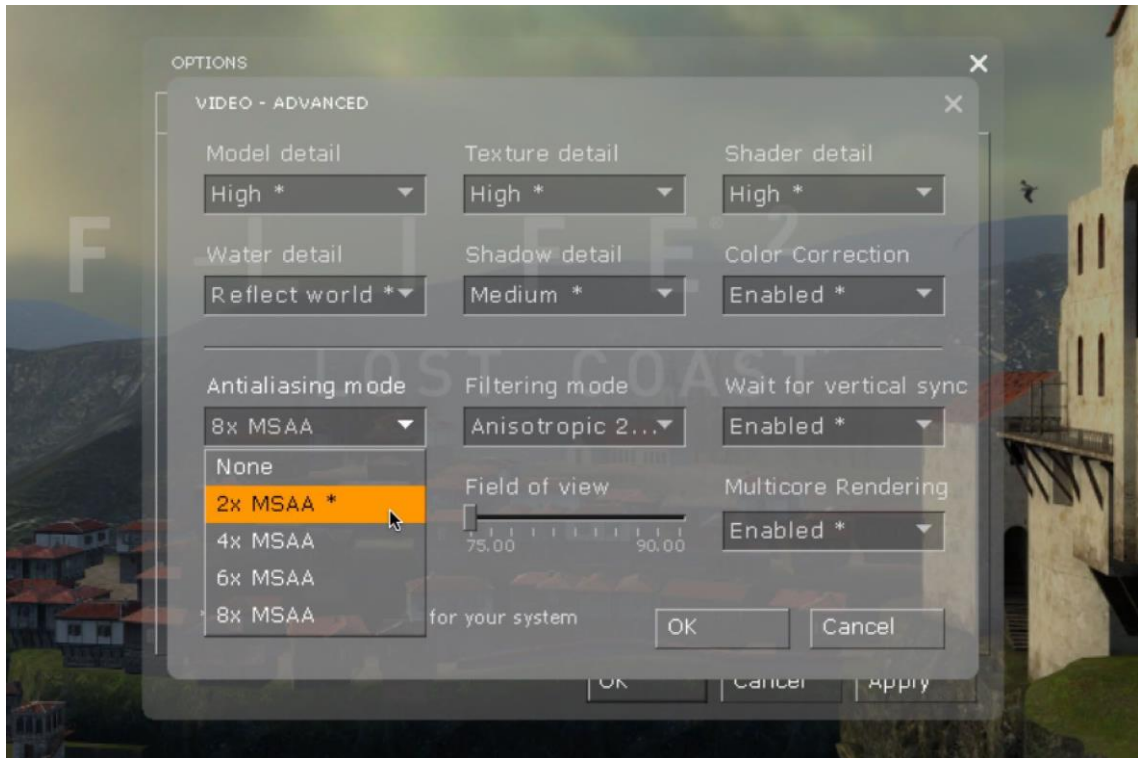 OPTIONS
VIDEO - ADVANCED
Model detail
Texture detail
Shader detail
High *
High *
High *
F - L I F E ° 2
Water detail
Shadow detail
Color Correction
Reflect world *
Medium *
Enabled *
LOST COAST
Antialiasing mode
Filtering mode
Wait for vertical sync
8x MSAA
Anisotropic 2...
Enabled *
None
2x MSAA *
4x MSAA
6x MSAA
8x MSAA
Field of view
75.00
90.00
Multicore Rendering
Enabled *
for your system
OK
Cancel
OK
Cancel
Apply